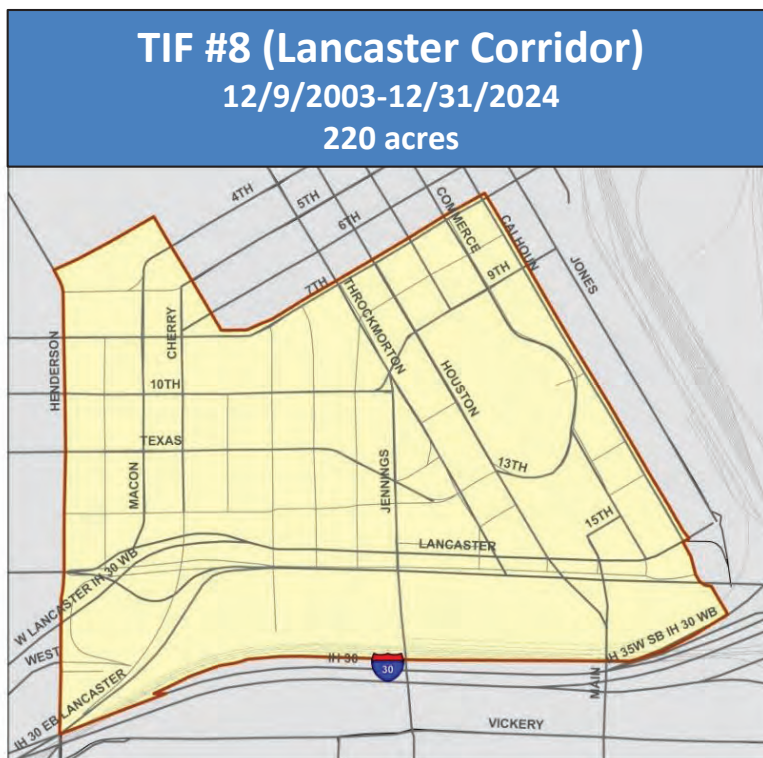 TIF #8 (Lancaster Corridor)
12/9/2003-12/31/2024
220 acres
4TH
5TH
6TH
7TH
COMMERCE
CALHOUN
JONES
9TH
THROCKMORTON
HENDERSON
CHERRY
10TH
HOUSTON
TEXAS
MACON
JENNINGS
13TH
15TH
LANCASTER
W LANCASTER IH 30 WB
WEST
IH 30 EB LANCASTER
IH 30
30
IH 35W SB IH 30 WB
MAIN
VICKERY